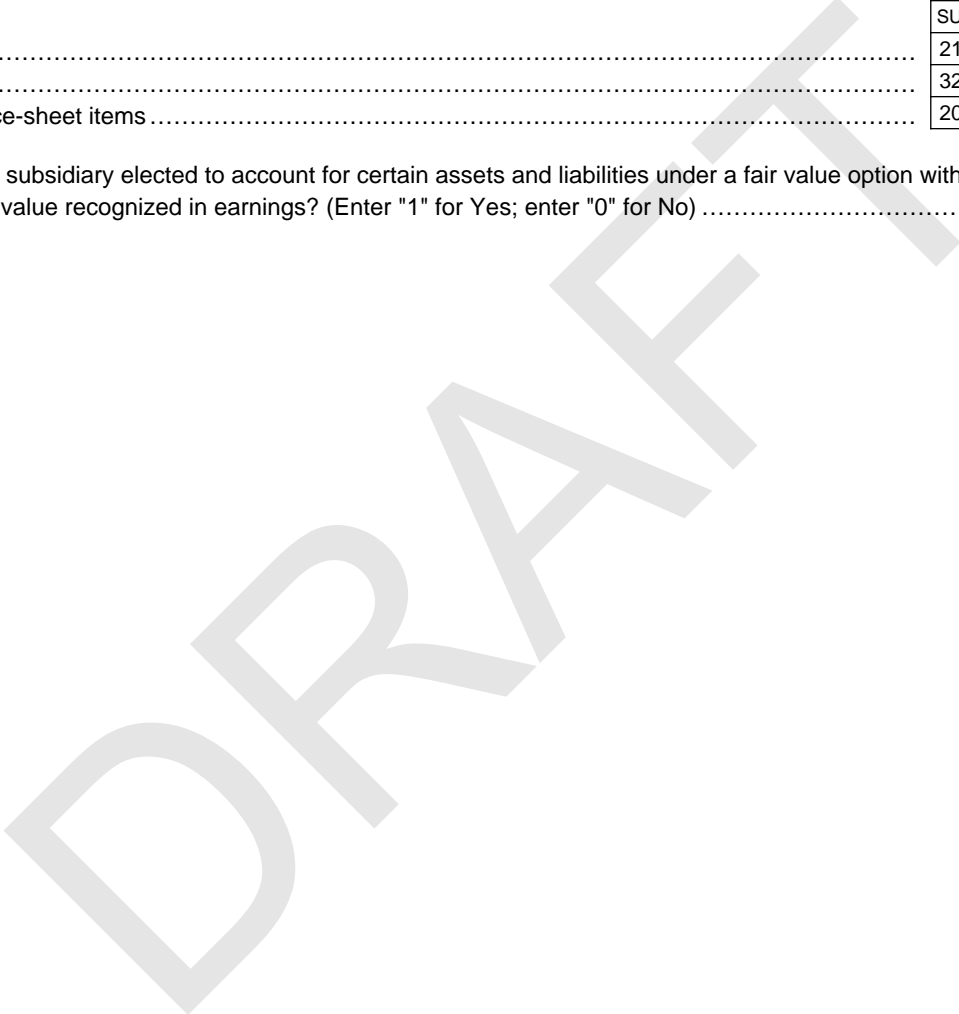 SU
........................................................................................................................ 21
........................................................................................................................ 32
ce-sheet items................................................................................................ 20
subsidiary elected to account for certain assets and liabilities under a fair value option with
value recognized in earnings? (Enter "1" for Yes; enter "0" for No)................................
DRAFT